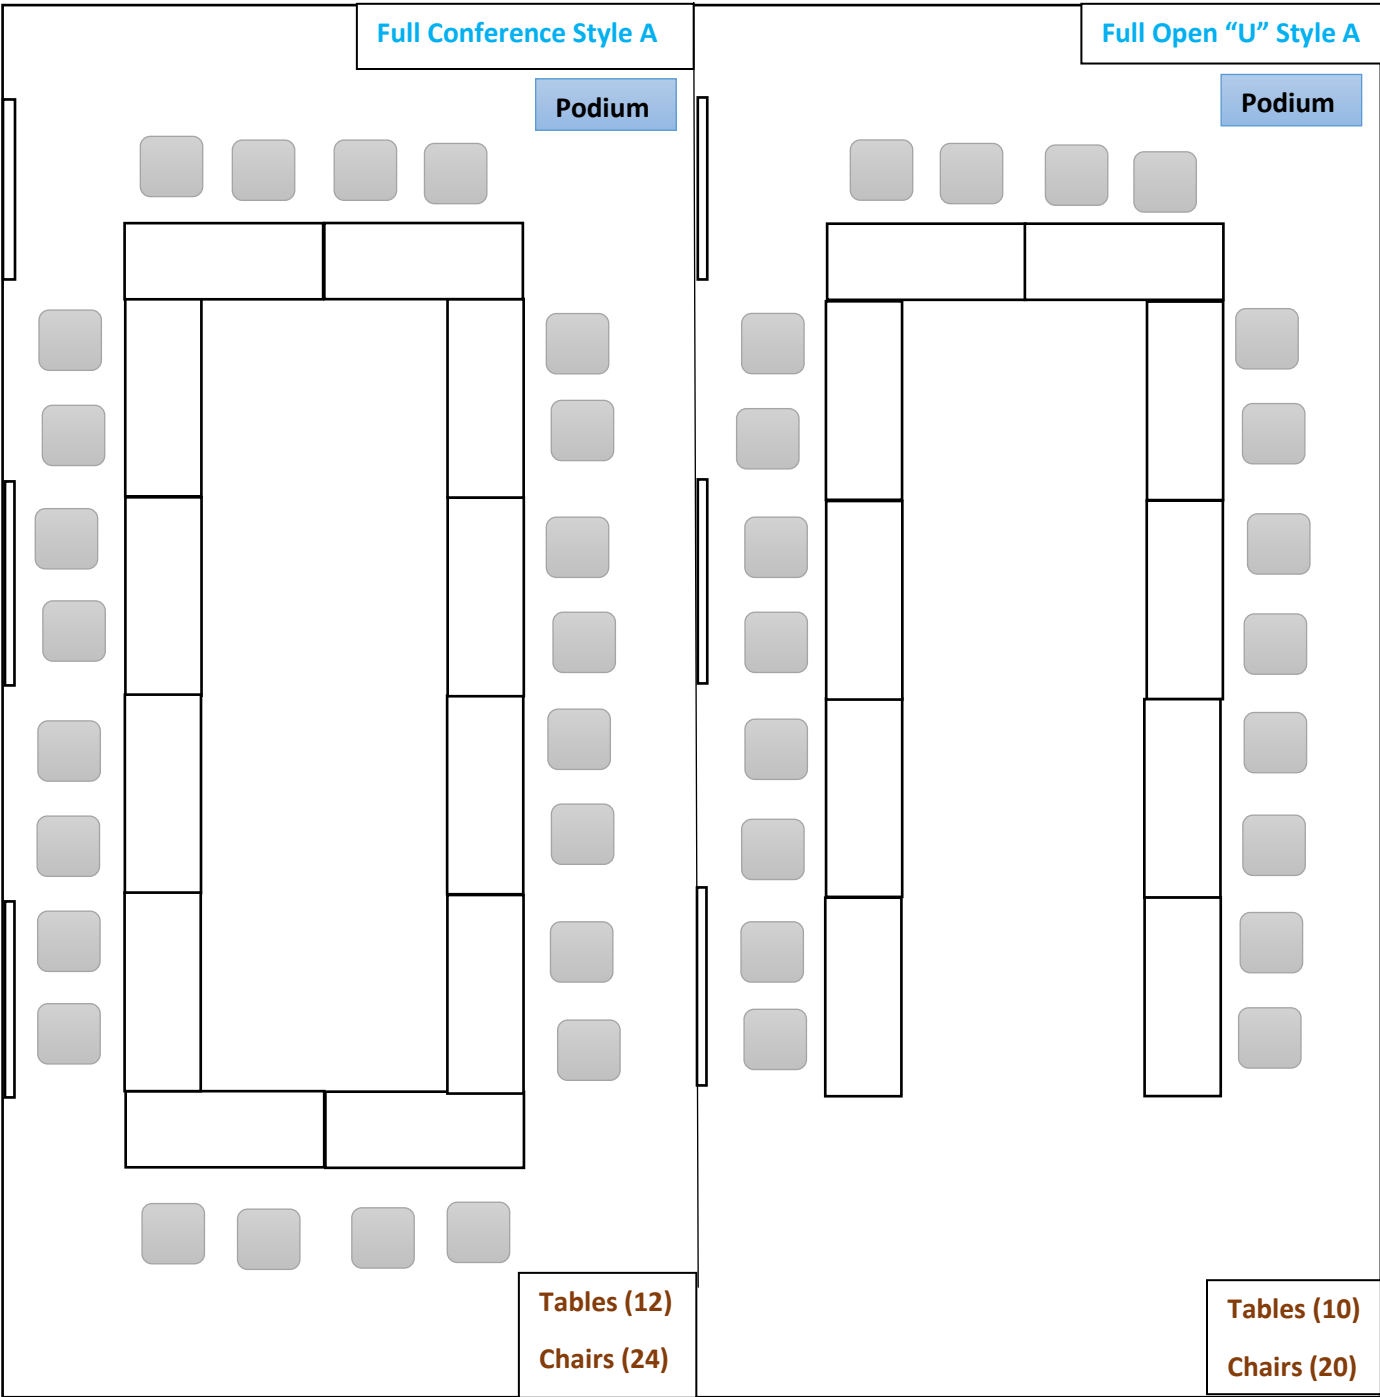 Full Conference Style A
Podium
Tables (12)
Chairs (24)
Full Open “U” Style A
Podium
Tables (10)
Chairs (20)